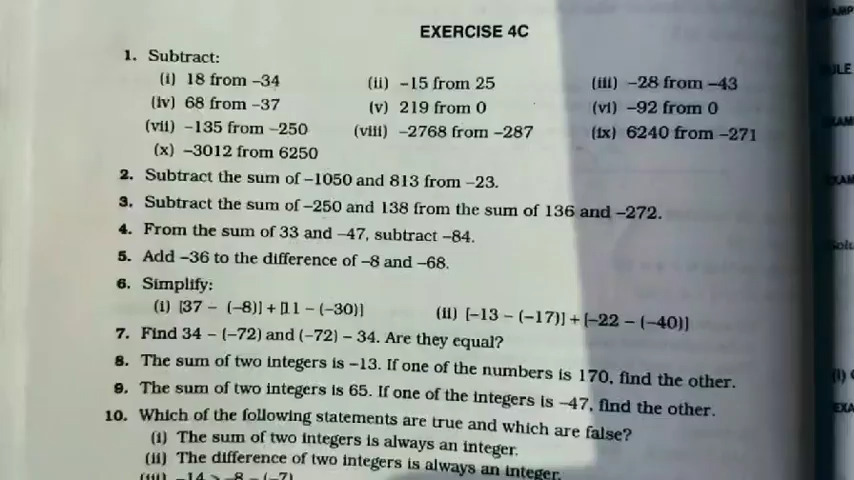 EXERCISE 4C
1. Subtract:
(i) 18 from –34 (ii) –15 from 25 (iii) –28 from –43
(iv) 68 from –37 (v) 219 from 0 (vi) –92 from 0
(vii) –135 from –250 (viii) –2768 from –287 (ix) 6240 from –271
(x) –3012 from 6250
2. Subtract the sum of –1050 and 813 from –23.
3. Subtract the sum of –250 and 138 from the sum of 136 and –272.
4. From the sum of 33 and –47, subtract –84.
5. Add –36 to the difference of –8 and –68.
6. Simplify:
(i) [37 – (–8)] + [11 – (–30)] (ii) [–13 – (–17)] + [–22 – (–40)]
7. Find 34 – (–72) and (–72) – 34. Are they equal?
8. The sum of two integers is –13. If one of the numbers is 170, find the other.
9. The sum of two integers is 65. If one of the integers is –47, find the other.
10. Which of the following statements are true and which are false?
(i) The sum of two integers is always an integer.
(ii) The difference of two integers is always an integer.
(iii) –14 > –8 – (–7)